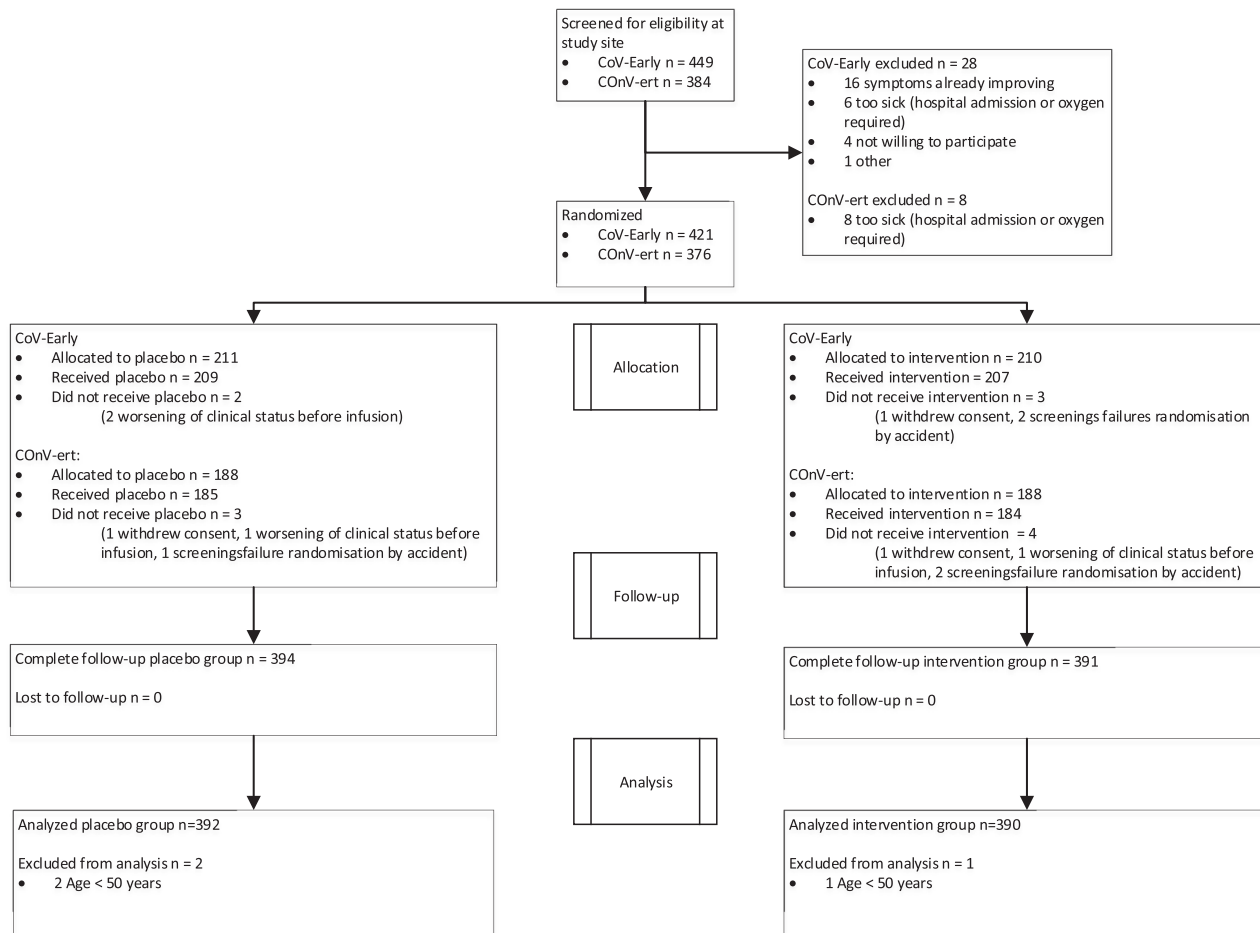 Screened for eligibility at
study site
• CoV-Early n = 449
• COnV-ert n = 384
CoV-Early excluded n = 28
• 16 symptoms already improving
• 6 too sick (hospital admission or oxygen
required)
• 4 not willing to participate
• 1 other
COnV-ert excluded n = 8
• 8 too sick (hospital admission or oxygen
required)
Randomized
• CoV-Early n = 421
• COnV-ert n = 376
CoV-Early
• Allocated to placebo n = 211
• Received placebo n = 209
• Did not receive placebo n = 2
(2 worsening of clinical status before infusion)
COnV-ert:
• Allocated to placebo n = 188
• Received placebo n = 185
• Did not receive placebo n = 3
(1 withdrew consent, 1 worsening of clinical status before
infusion, 1 screeningsfailure randomisation by accident)
Allocation
CoV-Early
• Allocated to intervention n = 210
• Received intervention = 207
• Did not receive intervention n = 3
(1 withdrew consent, 2 screenings failures randomisation
by accident)
COnV-ert:
• Allocated to intervention n = 188
• Received intervention n = 184
• Did not receive intervention = 4
(1 withdrew consent, 1 worsening of clinical status before
infusion, 2 screeningsfailure randomisation by accident)
Follow-up
Complete follow-up placebo group n = 394
Lost to follow-up n = 0
Complete follow-up intervention group n = 391
Lost to follow-up n = 0
Analysis
Analyzed placebo group n=392
Excluded from analysis n = 2
• 2 Age < 50 years
Analyzed intervention group n=390
Excluded from analysis n = 1
• 1 Age < 50 years